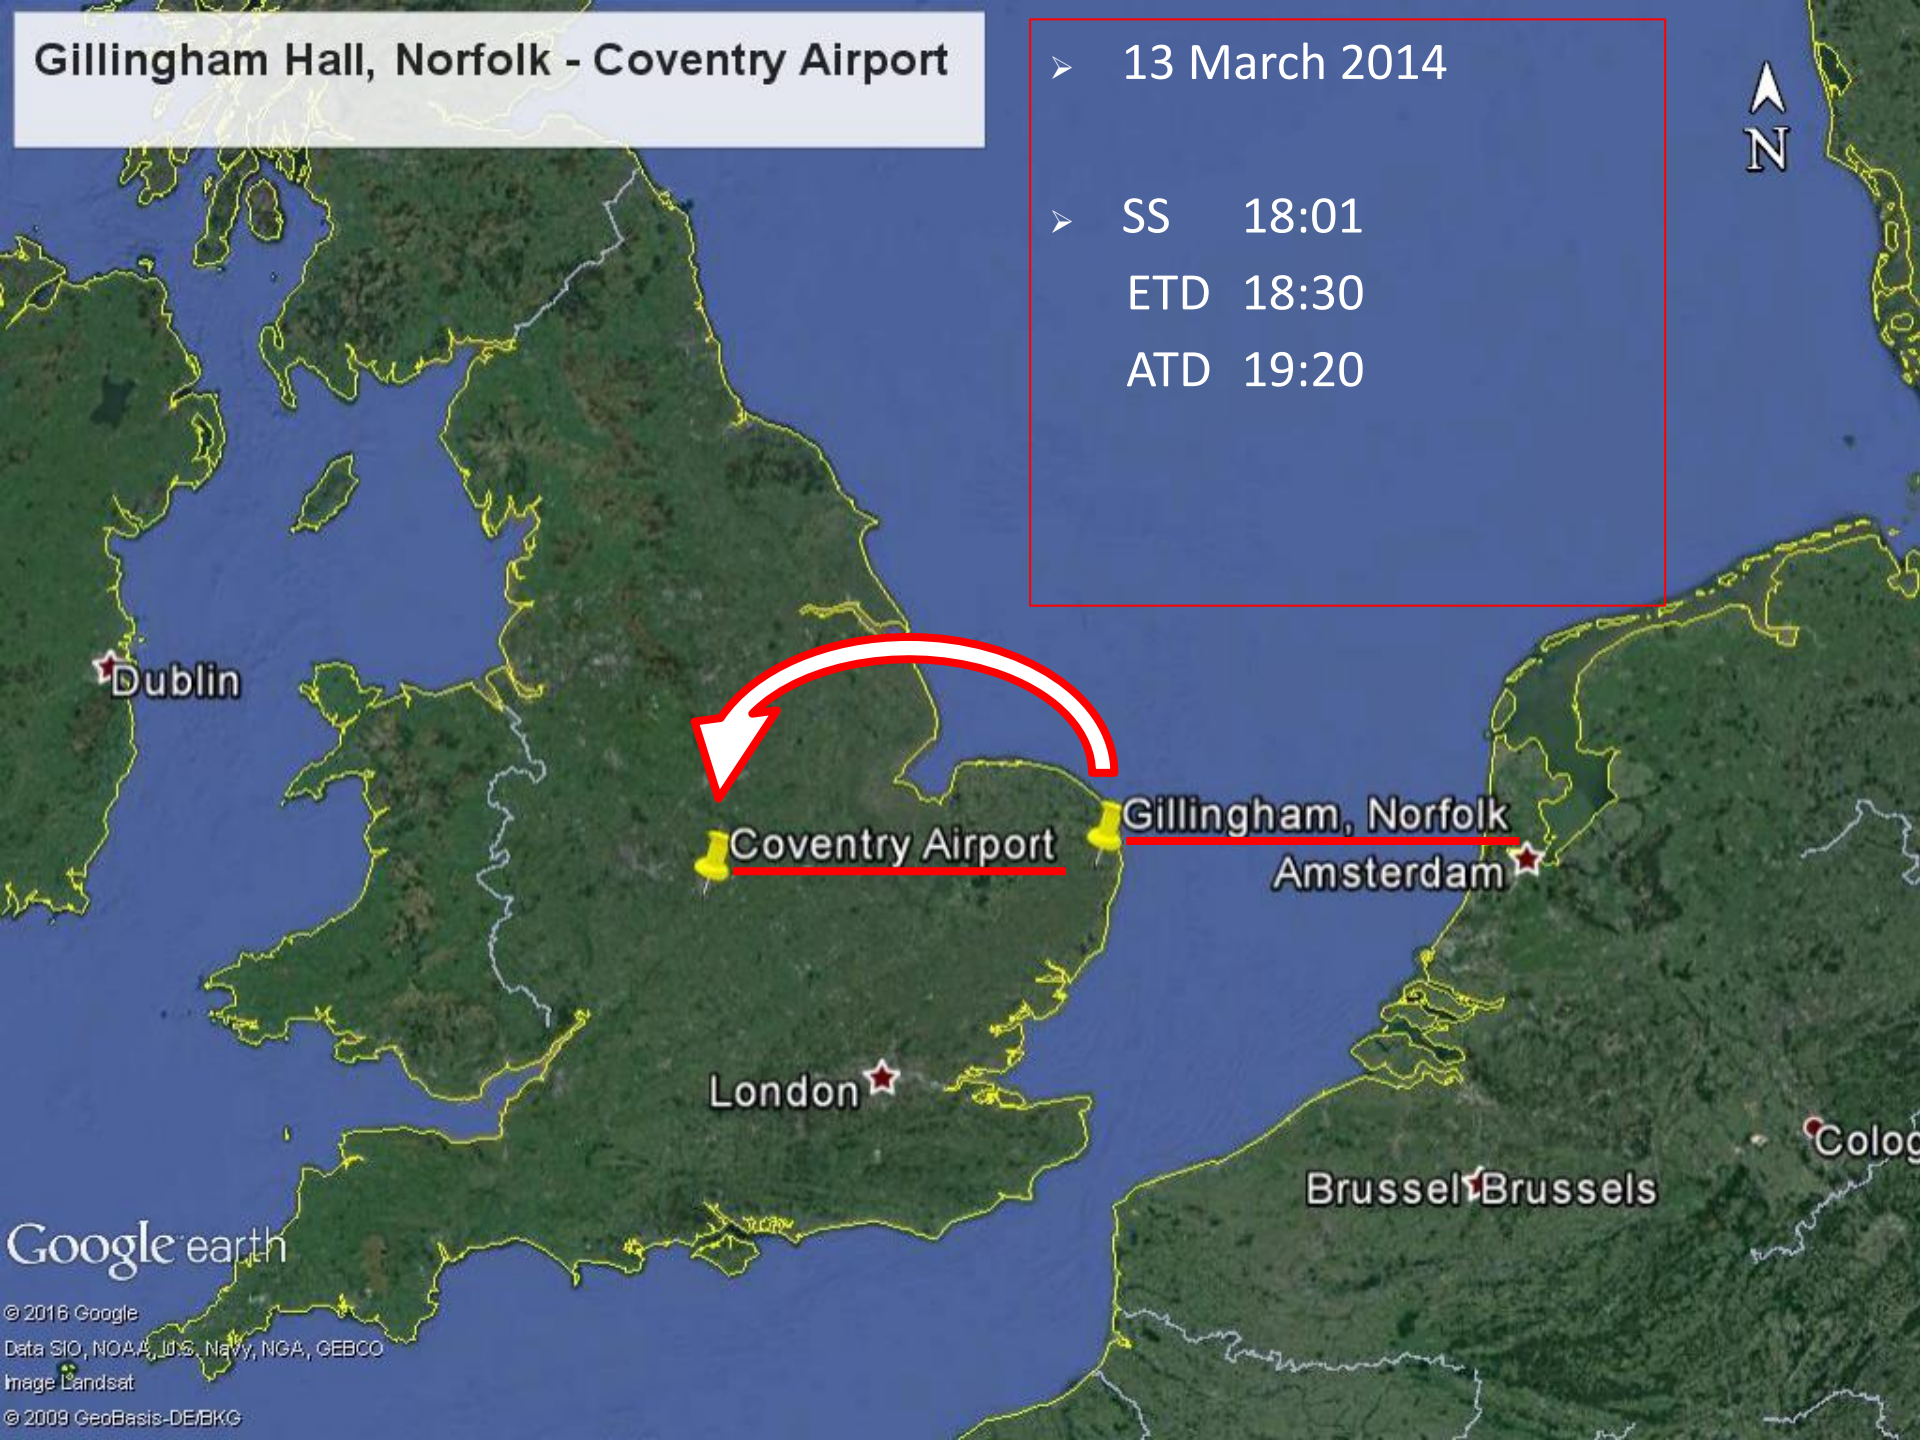 Gillingham Hall, Norfolk - Coventry Airport
➢ 13 March 2014
➢ SS 18:01
ETD 18:30
ATD 19:20
N
Dublin
Gillingham, Norfolk
Coventry Airport
Amsterdam
London
Colog
Brussel Brussels
Google earth
© 2016 Google
Data SIO, NOAA, U.S. Navy, NGA, GEBCO
Image Landsat
© 2009 GeoBasis-DE/BKG